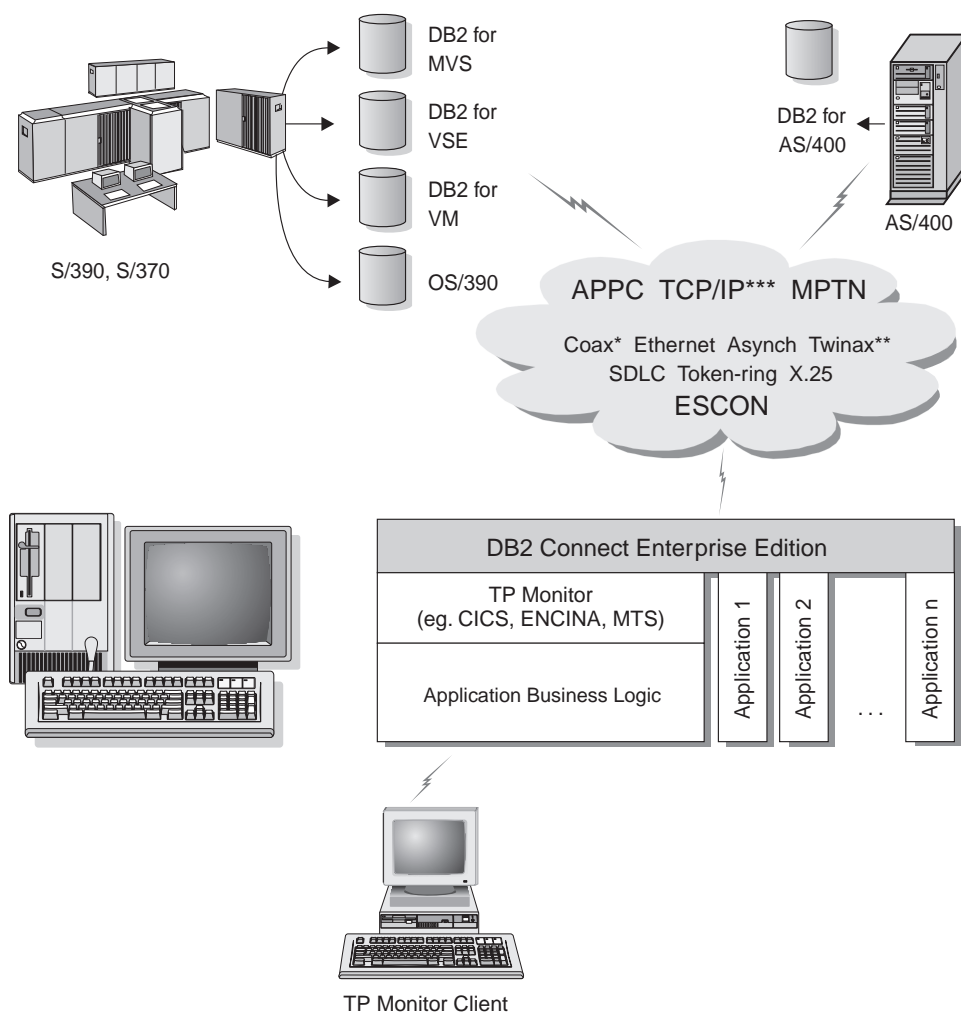 DB2 for
MVS
DB2 for
VSE
DB2 for
VM
OS/390
S/390, S/370
DB2 for
AS/400
AS/400
APPC TCP/IP*** MPTN
Coax* Ethernet Asynch Twinax**
SDLC Token-ring X.25
ESCON
DB2 Connect Enterprise Edition
TP Monitor
(eg. CICS, ENCINA, MTS)
Application Business Logic
Application 1
Application 2
. . .
Application n
TP Monitor Client